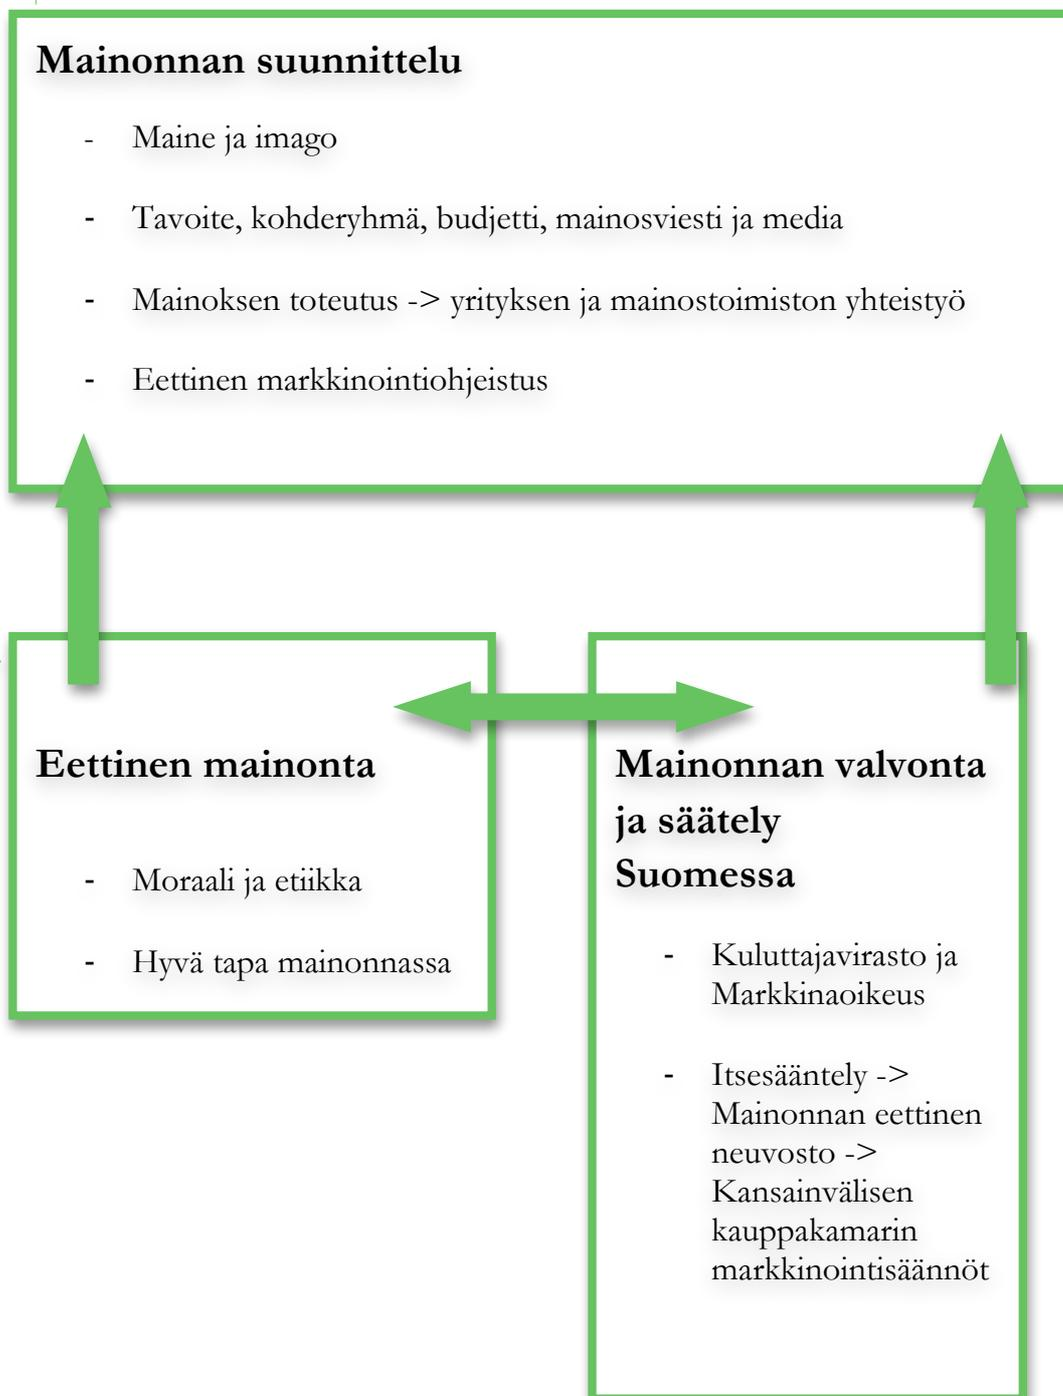 Mainonnan suunnittelu
- Maine ja imago
- Tavoite, kohderyhmä, budjetti, mainosviesti ja media
- Mainoksen toteutus -> yrityksen ja mainostoimiston yhteistyö
- Eettinen markkinointiohjeistus
Eettinen mainonta
- Moraali ja etiikka
- Hyvä tapa mainonnassa
Mainonnan valvonta
ja säätely
Suomessa
- Kuluttajavirasto ja
Markkinaoikeus
- Itsesääntely ->
Mainonnan eettinen
neuvosto ->
Kansainvälisen
kauppakamarin
markkinointisäännöt